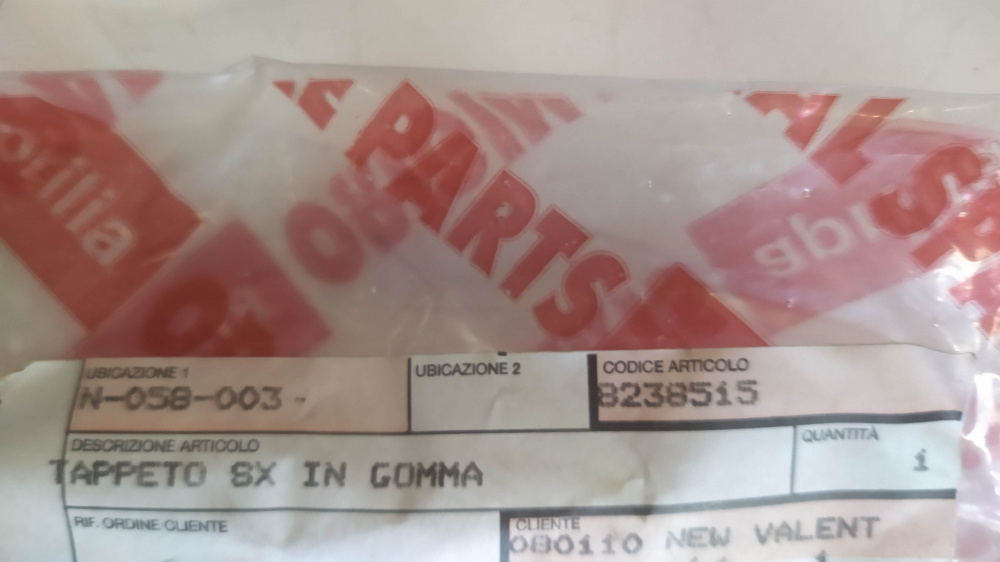 PARTS
UBICAZIONE 1
N-058-003 -
UBICAZIONE 2
CODICE ARTICOLO
8238515
DESCRIZIONE ARTICOLO
TAPPETO SX IN GOMMA
QUANTITÀ
1
RIF. ORDINE CLIENTE
CLIENTE
080110 NEW VALENT